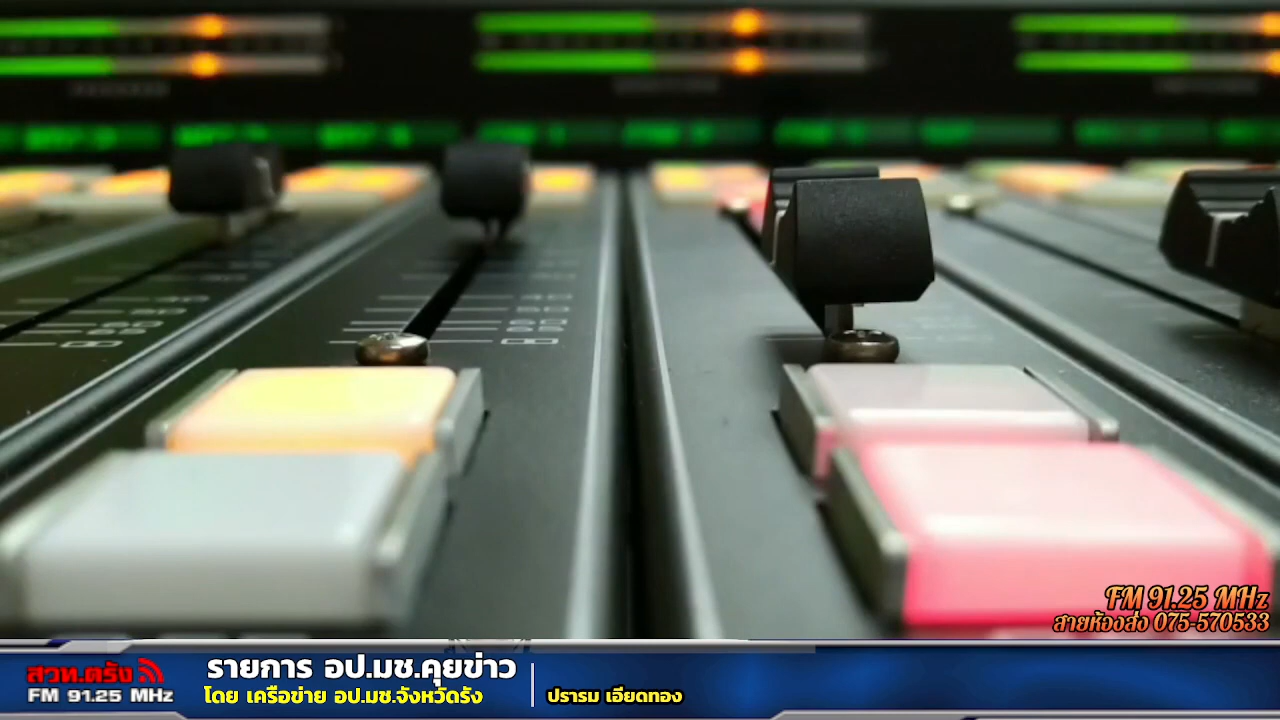 FM 91.25 MHz
สายห้องส่ง 075-570533
สวท.ตรัง
FM 91.25 MHz
รายการ อป.มช.คุยข่าว
โดย เครือข่าย อป.มช.จังหวัดรัง
ปรารม เอียดทอง